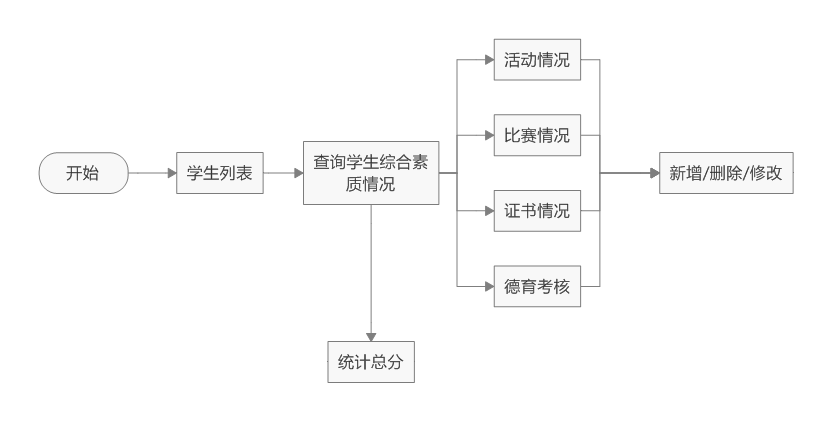 开始
学生列表
查询学生综合素
质情况
活动情况
比赛情况
证书情况
德育考核
新增/删除/修改
统计总分